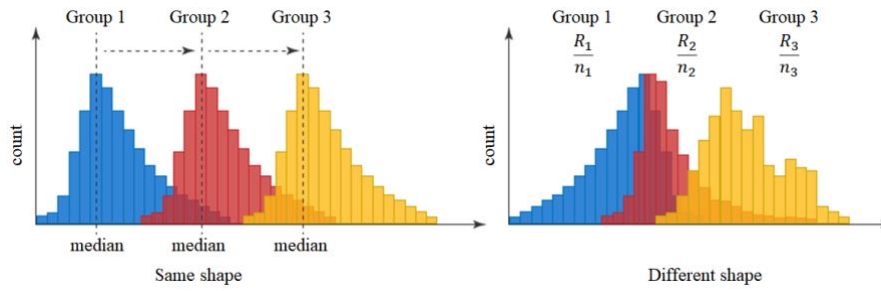 Group 1 Group 2 Group 3
count
median median median
Same shape
Group 1 Group 2 Group 3
R₁/n₁ R₂/n₂ R₃/n₃
count
Different shape